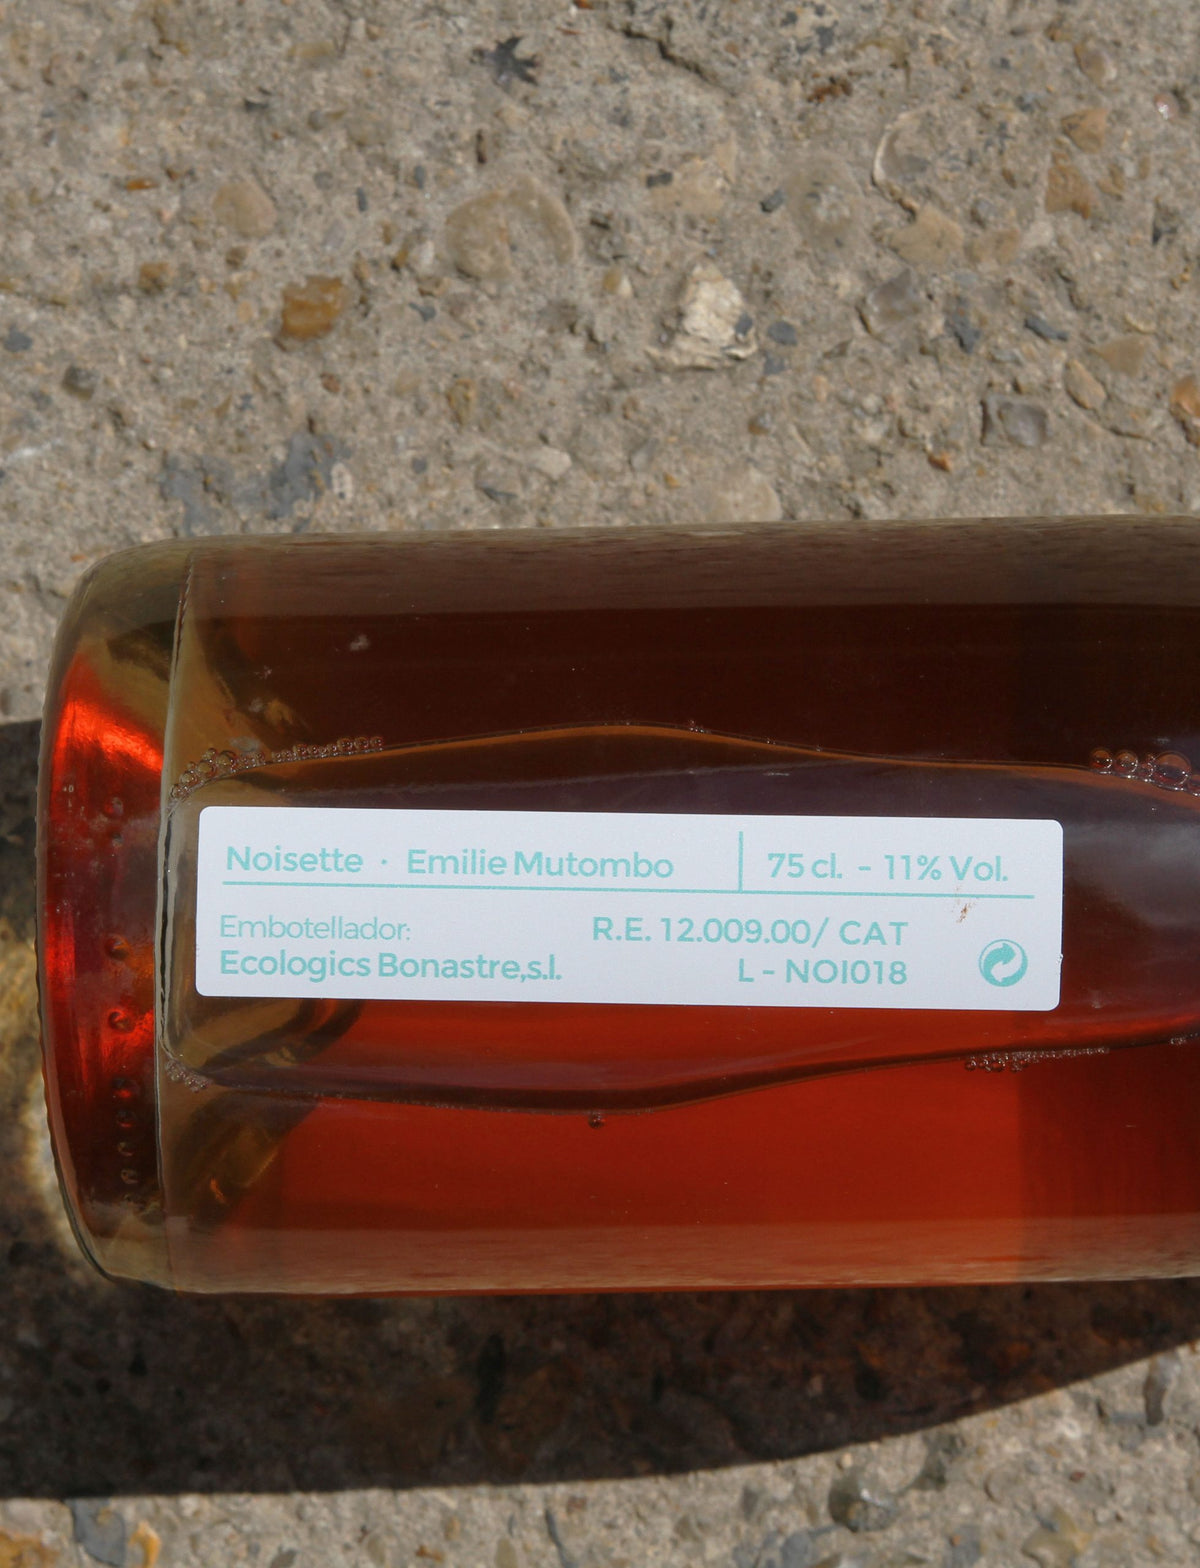 Noisette · Emilie Mutombo
75 cl. - 11% Vol.
Embotellador:
Ecologics Bonastre,s.l.
R.E. 12.009.00/ CAT
L - NOI018